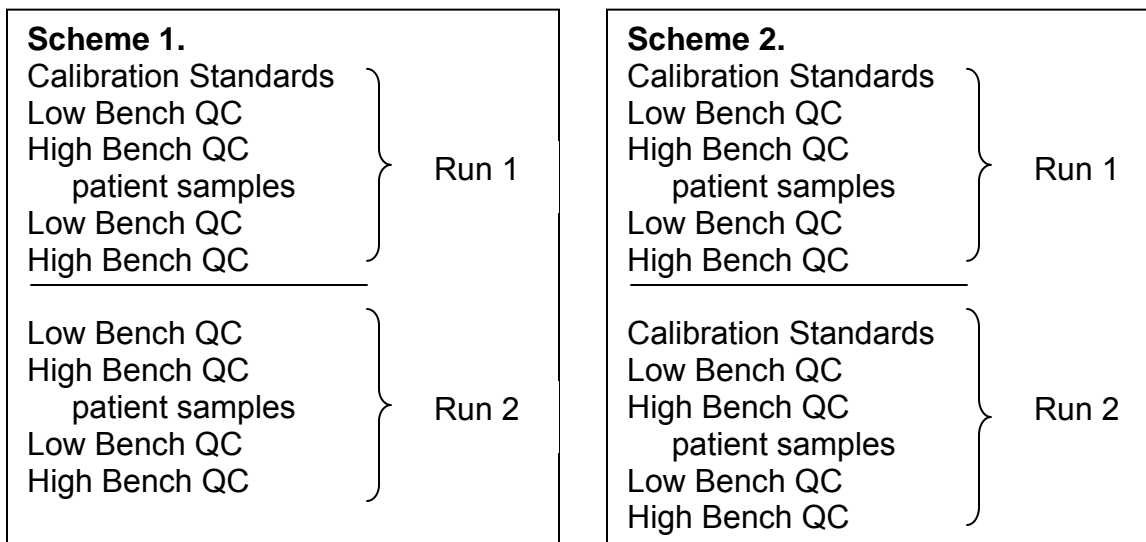 Scheme 1.
Calibration Standards
Low Bench QC
High Bench QC
patient samples
Low Bench QC
High Bench QC
Run 1
Low Bench QC
High Bench QC
patient samples
Low Bench QC
High Bench QC
Run 2
Scheme 2.
Calibration Standards
Low Bench QC
High Bench QC
patient samples
Low Bench QC
High Bench QC
Run 1
Calibration Standards
Low Bench QC
High Bench QC
patient samples
Low Bench QC
High Bench QC
Run 2